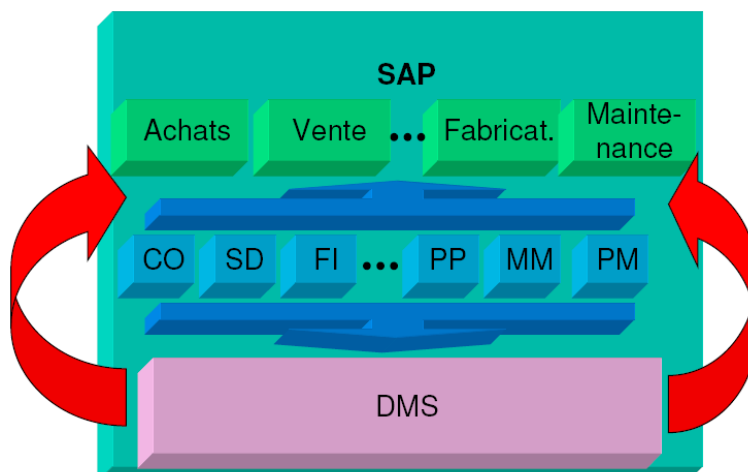 SAP
Achats Vente ... Fabricat. Mainte-
nance
CO SD FI ... PP MM PM
DMS